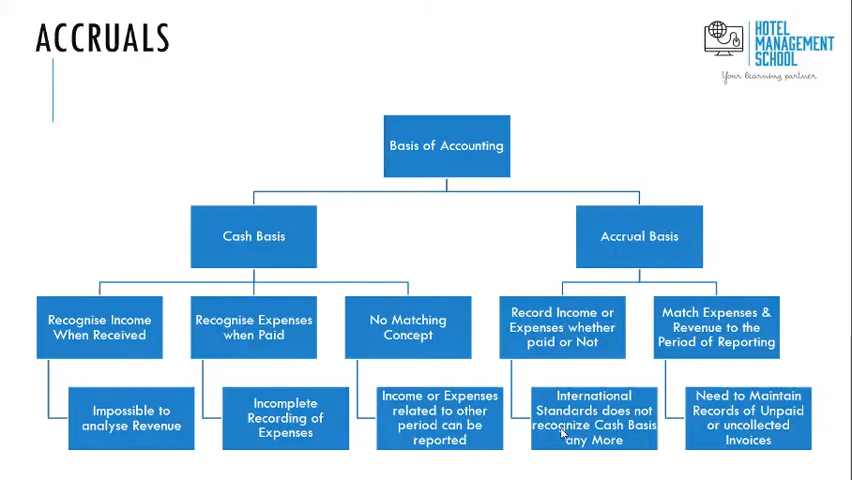 ACCRUALS
HOTEL
MANAGEMENT
SCHOOL
Your learning partner
Basis of Accounting
Cash Basis
Accrual Basis
Recognise Income
When Received
Recognise Expenses
when Paid
No Matching
Concept
Record Income or
Expenses whether
paid or Not
Match Expenses &
Revenue to the
Period of Reporting
Impossible to
analyse Revenue
Incomplete
Recording of
Expenses
Income or Expenses
related to other
period can be
reported
International
Standards does not
recognize Cash Basis
any More
Need to Maintain
Records of Unpaid
or uncollected
Invoices